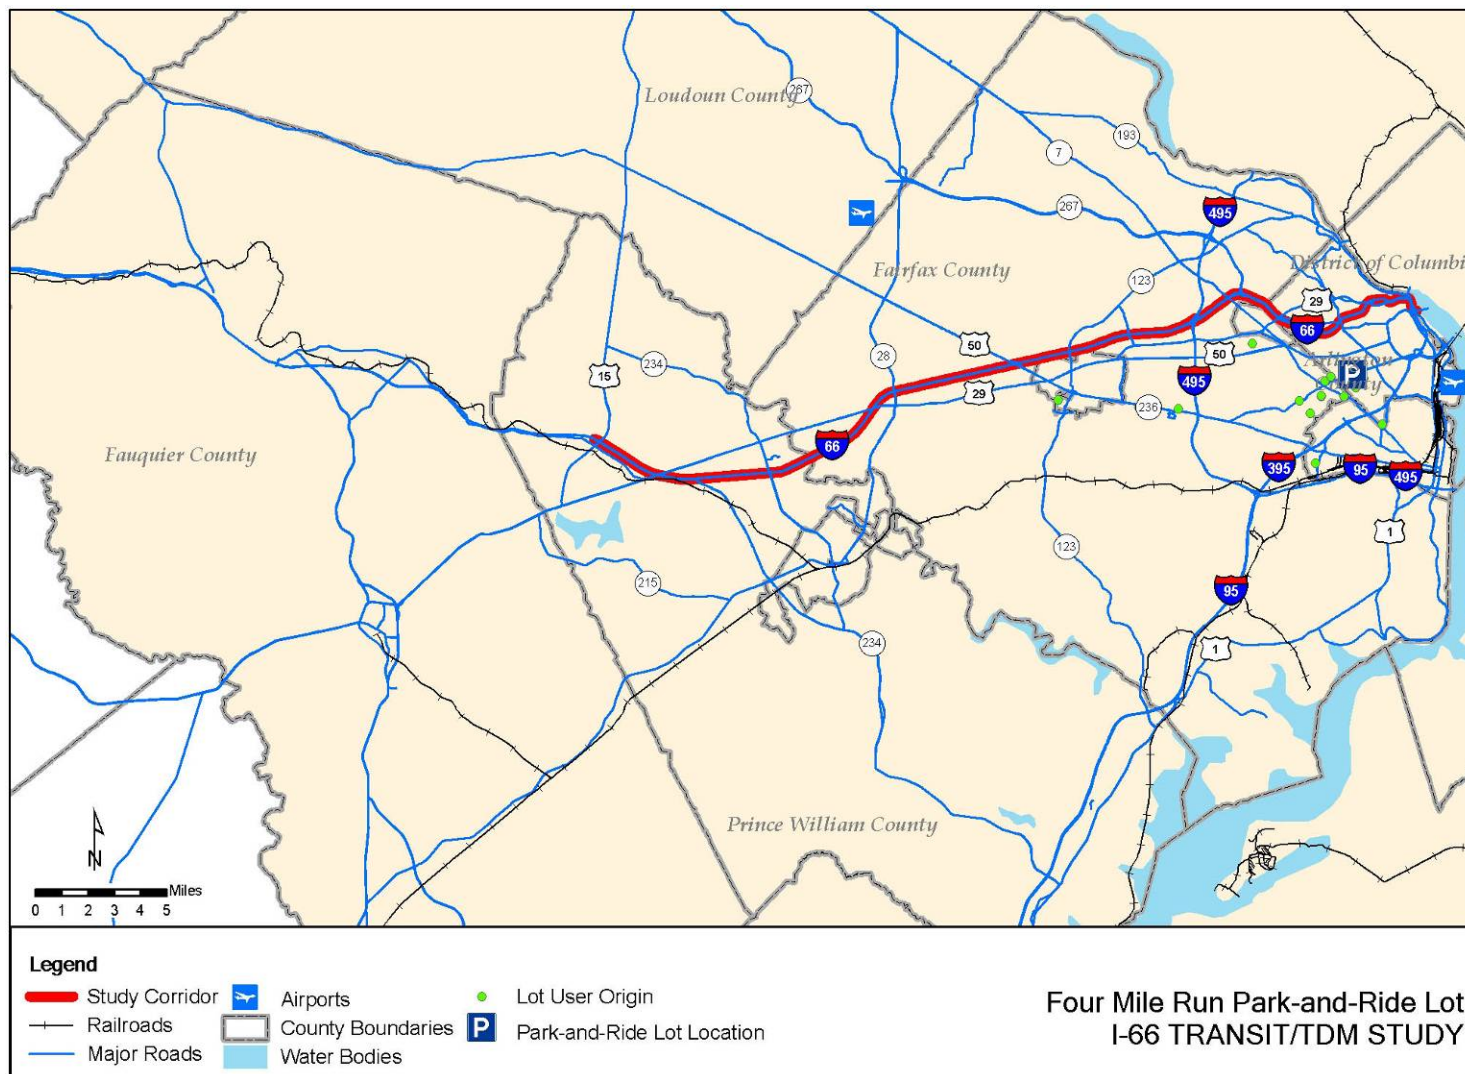 Loudoun County
267
193
7
267
495
Fairfax County
District of Columbi
123
29
66
50
50
28
234
15
29
495
236
P
Arlington
County
66
Fauquier County
395
95
495
1
123
215
95
234
1
Prince William County
N
Miles
0 1 2 3 4 5
Legend
Study Corridor
Airports
Lot User Origin
Railroads
County Boundaries
P
Park-and-Ride Lot Location
Major Roads
Water Bodies
Four Mile Run Park-and-Ride Lot
I-66 TRANSIT/TDM STUDY